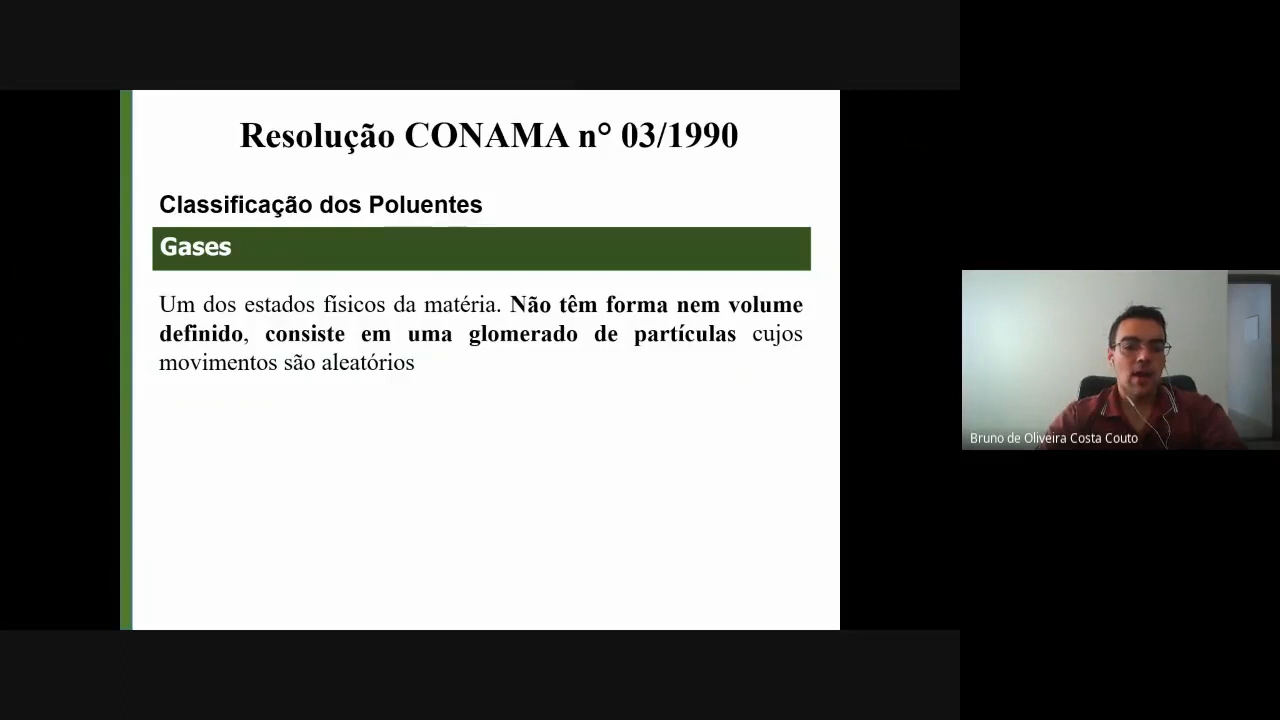 Resolução CONAMA n° 03/1990
Classificação dos Poluentes
Gases
Um dos estados físicos da matéria. Não têm forma nem volume
definido, consiste em uma glomerado de partículas cujos
movimentos são aleatórios
Bruno de Oliveira Costa Couto